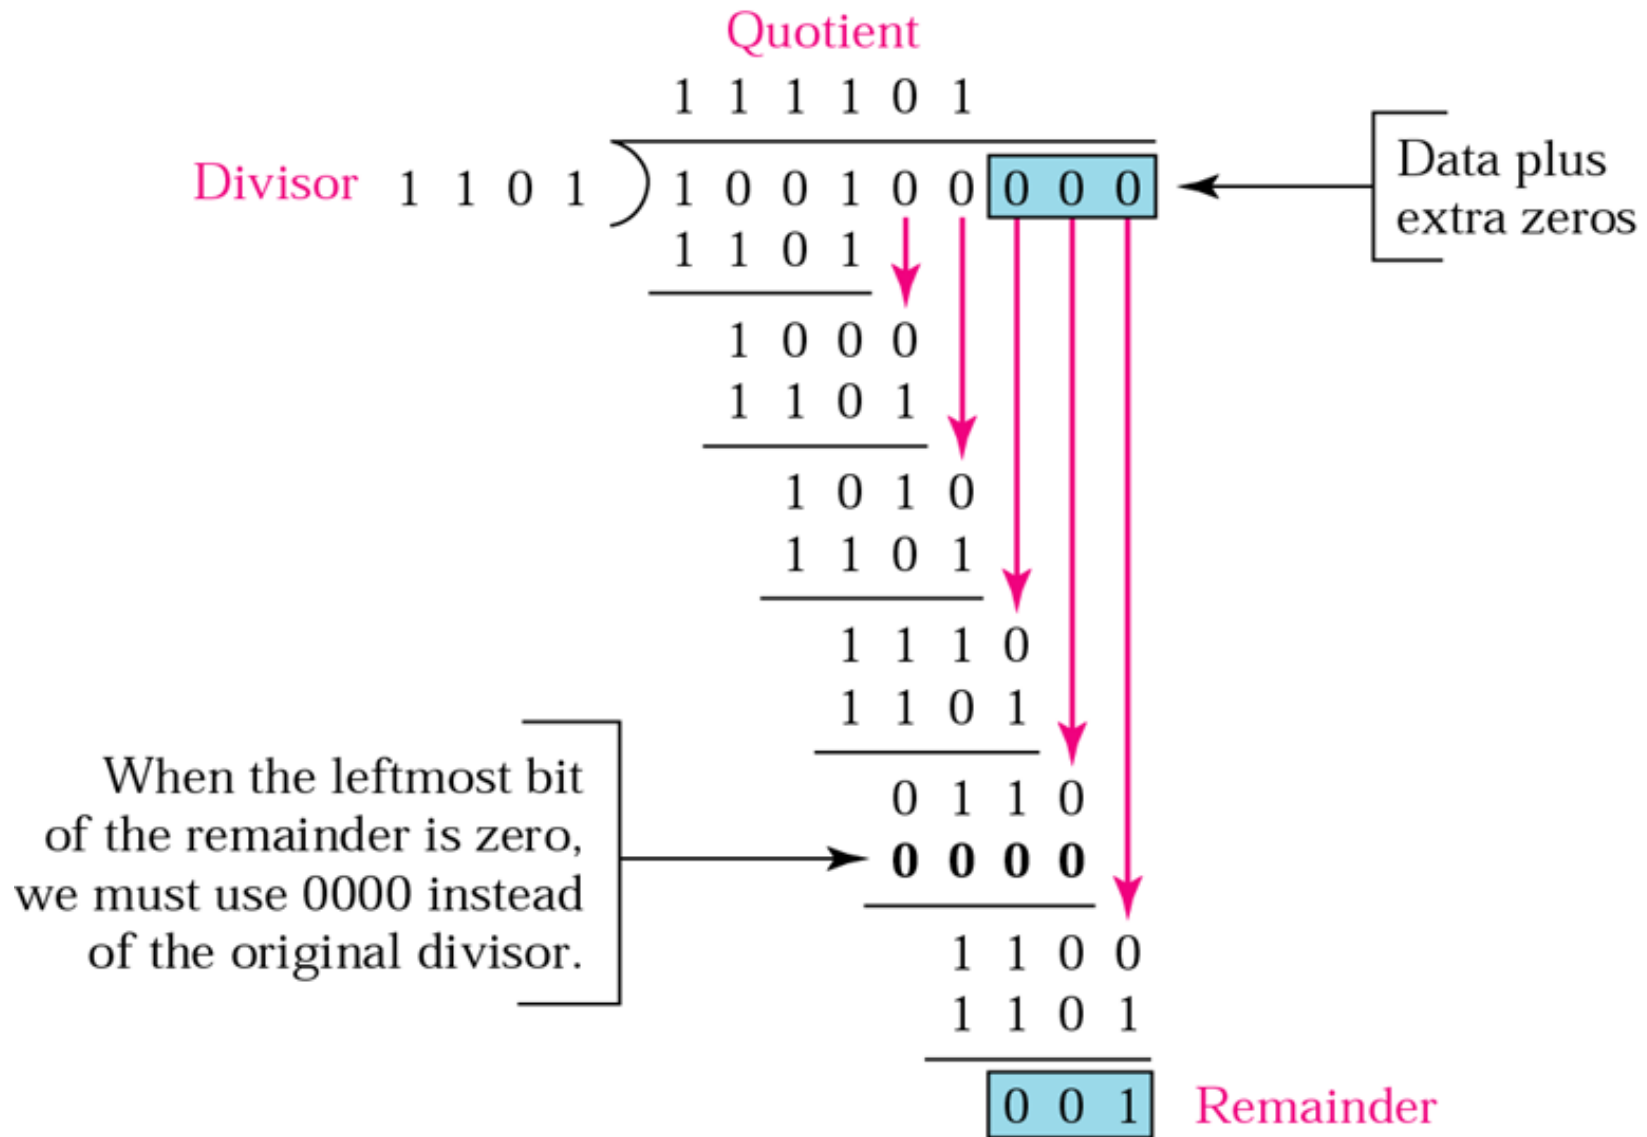 Quotient
1 1 1 1 0 1
Divisor 1 1 0 1 1 0 0 1 0 0 0 0 0
Data plus
extra zeros
1 1 0 1
1 0 0 0
1 1 0 1
1 0 1 0
1 1 0 1
1 1 1 0
1 1 0 1
When the leftmost bit
of the remainder is zero,
we must use 0000 instead
of the original divisor.
0 1 1 0
0 0 0 0
1 1 0 0
1 1 0 1
0 0 1 Remainder